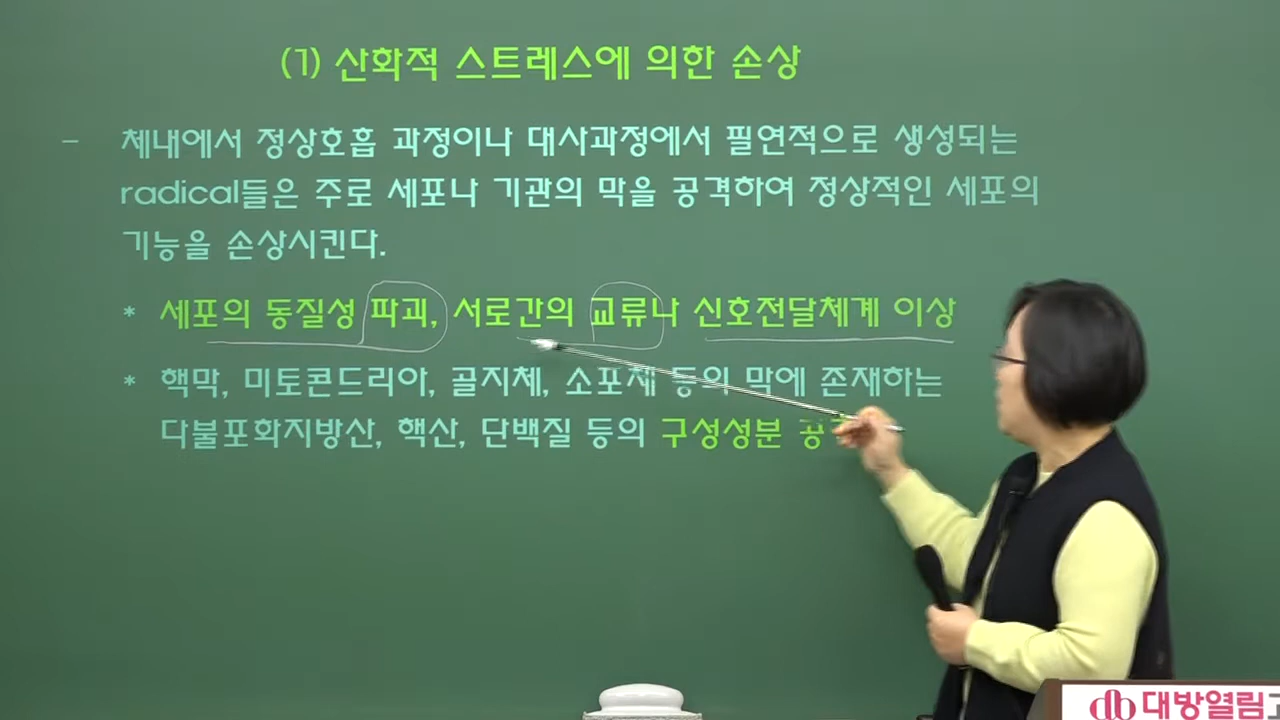 (1) 산화적 스트레스에 의한 손상
- 체내에서 정상호흡 과정이나 대사과정에서 필연적으로 생성되는
radical들은 주로 세포나 기관의 막을 공격하여 정상적인 세포의
기능을 손상시킨다.
* 세포의 동질성 파괴, 서로간의 교류나 신호전달체계 이상
* 핵막, 미토콘드리아, 골지체, 소포체 등의 막에 존재하는
다불포화지방산, 핵산, 단백질 등의 구성성분
대방열림